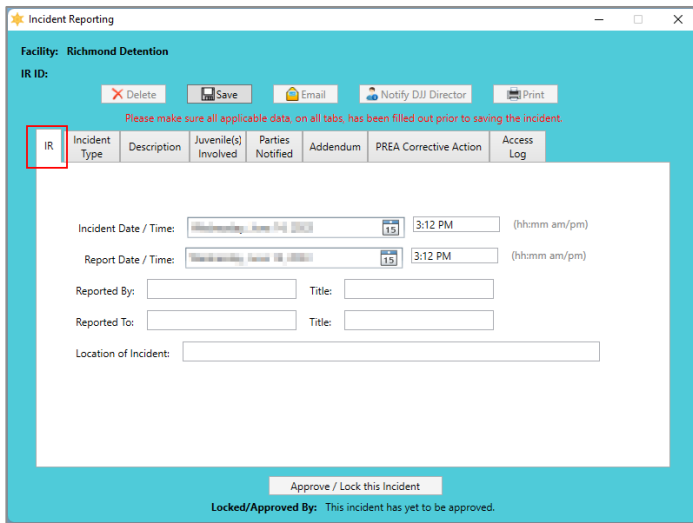 Incident Reporting
Facility: Richmond Detention
IR ID:
Delete Save Email Notify DJJ Director Print
Please make sure all applicable data, on all tabs, has been filled out prior to saving the incident.
IR
Incident Type
Description
Juvenile(s) Involved
Parties Notified
Addendum
PREA Corrective Action
Access Log
Incident Date / Time: 15 3:12 PM (hh:mm am/pm)
Report Date / Time: 15 3:12 PM (hh:mm am/pm)
Reported By: Title:
Reported To: Title:
Location of Incident:
Approve / Lock this Incident
Locked/Approved By: This incident has yet to be approved.